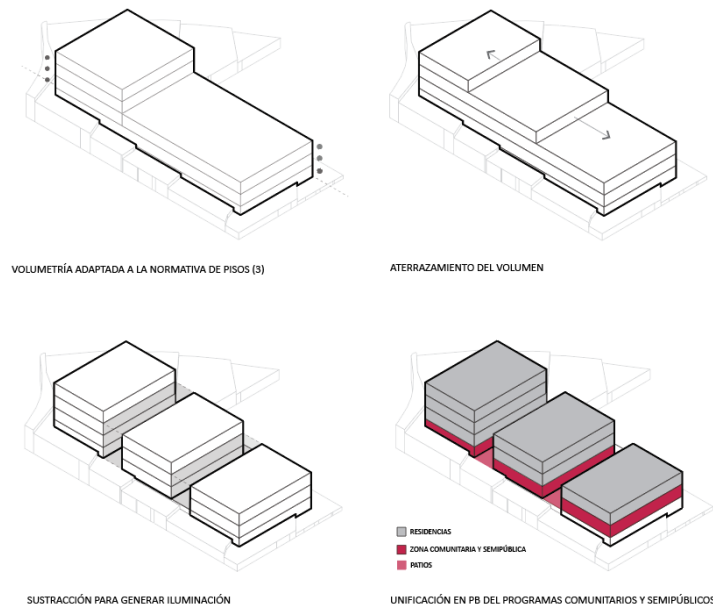 VOLUMETRÍA ADAPTADA A LA NORMATIVA DE PISOS (3)
ATERRAZAMIENTO DEL VOLUMEN
RESIDENCIAS
ZONA COMUNITARIA Y SEMIPÚBLICA
PATIOS
SUSTRACCIÓN PARA GENERAR ILUMINACIÓN
UNIFICACIÓN EN PB DEL PROGRAMAS COMUNITARIOS Y SEMIPÚBLICOS